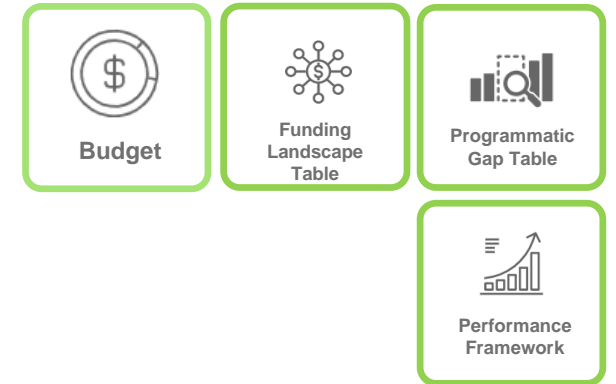 $
Budget
$
Funding
Landscape
Table
Programmatic
Gap Table
Performance
Framework